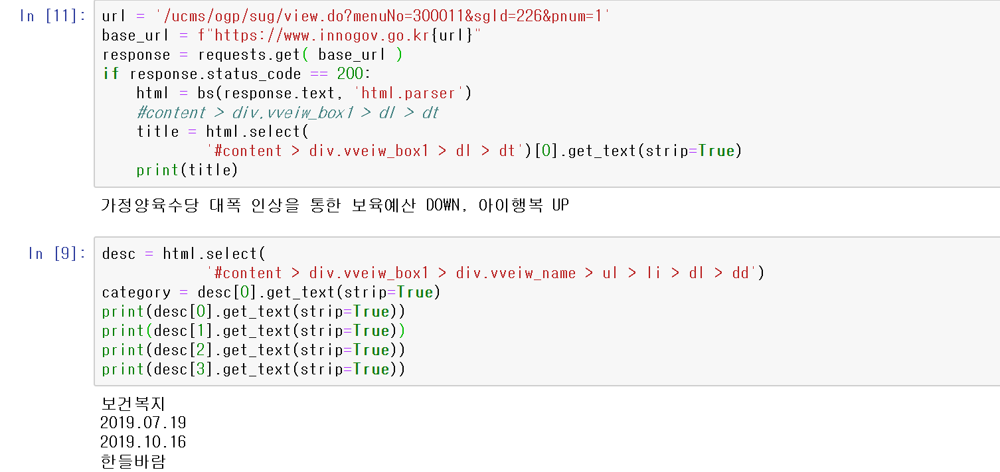 In [11]: url = '/ucms/ogp/sug/view.do?menuNo=300011&sgId=226&pnum=1'
base_url = f"https://www.innogov.go.kr{url}"
response = requests.get( base_url )
if response.status_code == 200:
    html = bs(response.text, 'html.parser')
    #content > div.vveiw_box1 > dl > dt
    title = html.select(
            '#content > div.vveiw_box1 > dl > dt')[0].get_text(strip=True)
    print(title)
가정양육수당 대폭 인상을 통한 보육예산 DOWN, 아이행복 UP
In [9]: desc = html.select(
            '#content > div.vveiw_box1 > div.vveiw_name > ul > li > dl > dd')
category = desc[0].get_text(strip=True)
print(desc[0].get_text(strip=True))
print(desc[1].get_text(strip=True))
print(desc[2].get_text(strip=True))
print(desc[3].get_text(strip=True))
보건복지
2019.07.19
2019.10.16
한들바람